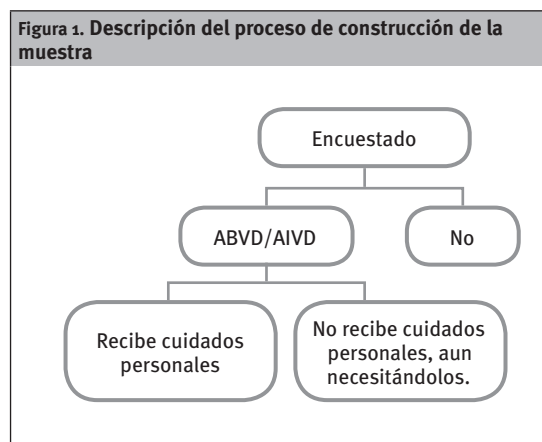 Figura 1. Descripción del proceso de construcción de la
muestra
Encuestado
ABVD/AIVD
No
Recibe cuidados
personales
No recibe cuidados
personales, aun
necesitándolos.